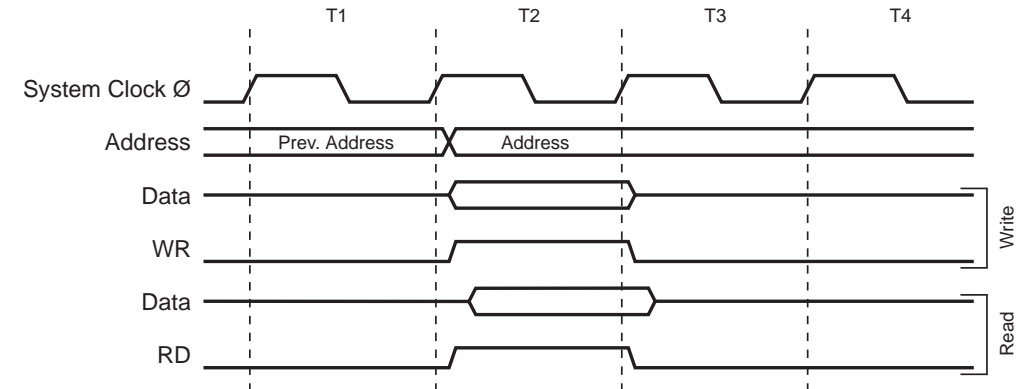 T1 T2 T3 T4
System Clock Ø
Address Prev. Address Address
Data
WR
Write
Data
RD
Read